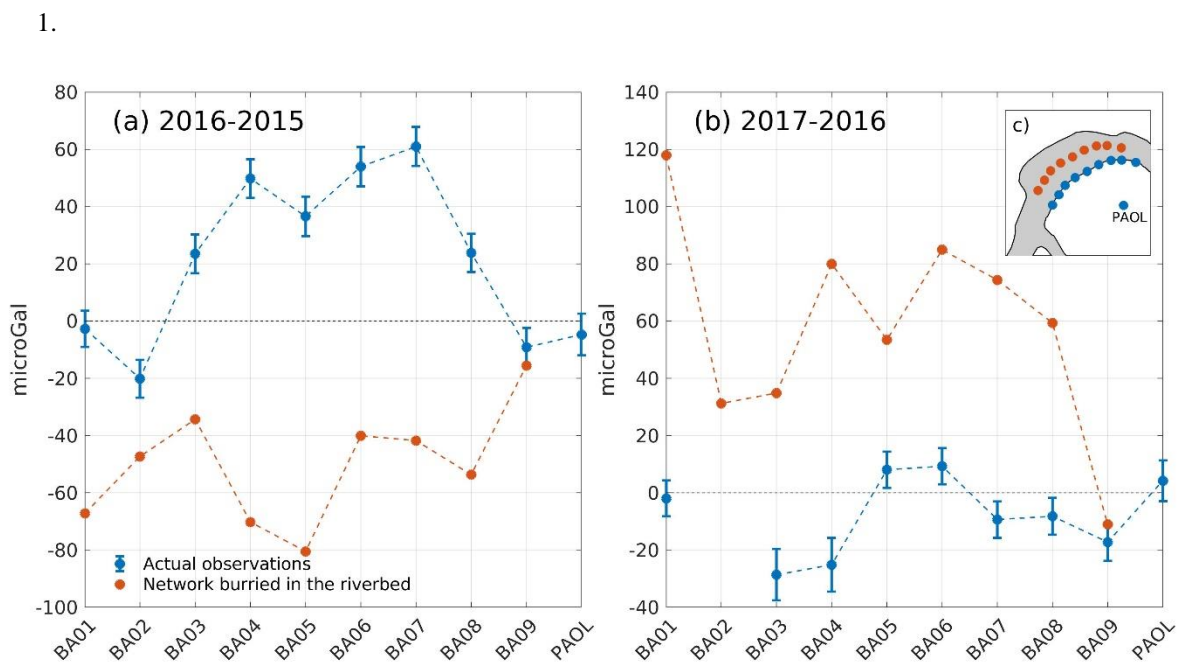 1.
(a) 2016-2015
80
60
40
20
0
-20
-40
-60
-80
-100
microGal
Actual observations
Network burried in the riverbed
BA01
BA02
BA03
BA04
BA05
BA06
BA07
BA08
BA09
PAOL
(b) 2017-2016
c)
PAOL
140
120
100
80
60
40
20
0
-20
-40
microGal
BA01
BA02
BA03
BA04
BA05
BA06
BA07
BA08
BA09
PAOL